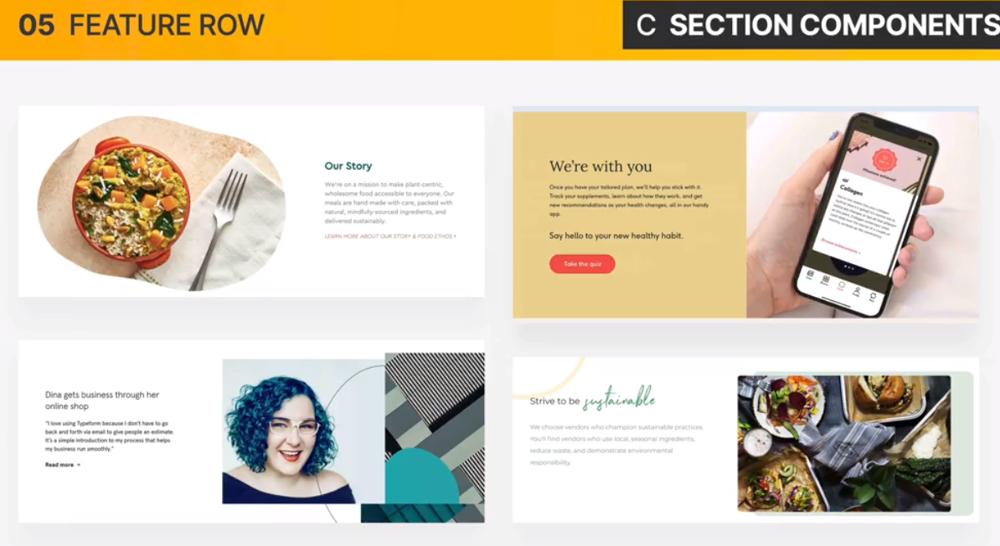 05 FEATURE ROW
C SECTION COMPONENTS
Our Story
We're on a mission to make plant-centric,
wholesome food accessible to everyone. Our
meals are hand-made with care, packed with
natural, mindfully-sourced ingredients, and
delivered sustainably.
LEARN MORE ABOUT OUR STORY & FOOD ETHOS ›
We're with you
Once you have your tailored plan, we'll help you stick with it.
Track your supplements, learn about how they work, and get
new recommendations as your health changes, all in our handy
app.
Say hello to your new healthy habit.
Take the quiz
Missions achieved
Collagen
Browse achievements ›
Dina gets business through her
online shop
"I love using Typeform because I don't have to go
back and forth via email to give people an estimate.
It's a simple introduction to my process that helps
my business run smoothly."
Read more →
Strive to be sustainable
We choose vendors who champion sustainable practices.
You'll find vendors who use local, seasonal ingredients,
reduce waste, and demonstrate environmental
responsibility.